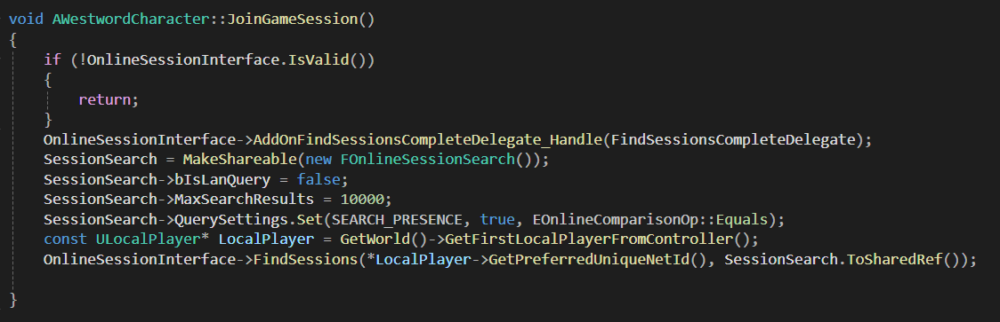 void AWestwordCharacter::JoinGameSession()
{
if (!OnlineSessionInterface.IsValid())
{
return;
}
OnlineSessionInterface->AddOnFindSessionsCompleteDelegate_Handle(FindSessionsCompleteDelegate);
SessionSearch = MakeShareable(new FOnlineSessionSearch());
SessionSearch->bIsLanQuery = false;
SessionSearch->MaxSearchResults = 10000;
SessionSearch->QuerySettings.Set(SEARCH_PRESENCE, true, EOnlineComparisonOp::Equals);
const ULocalPlayer* LocalPlayer = GetWorld()->GetFirstLocalPlayerFromController();
OnlineSessionInterface->FindSessions(*LocalPlayer->GetPreferredUniqueNetId(), SessionSearch.ToSharedRef());
}